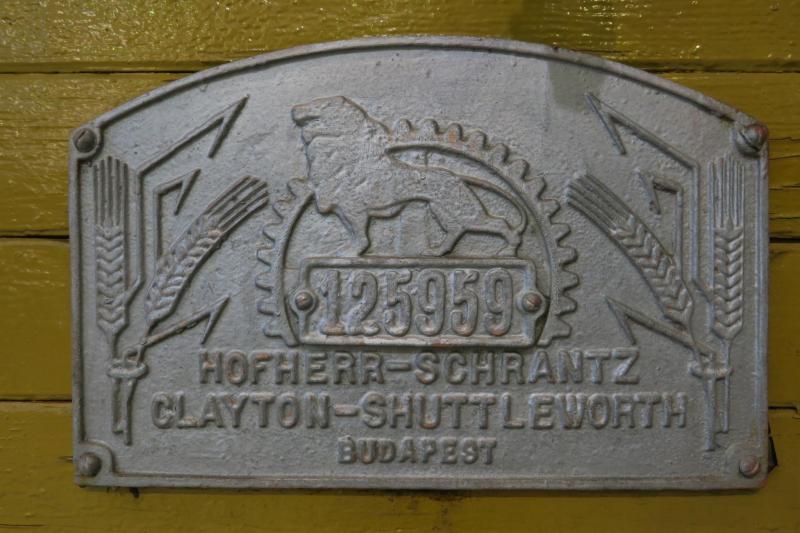 125959
HOFHERR-SCHRANTZ
CLAYTON-SHUTTLEWORTH
BUDAPEST